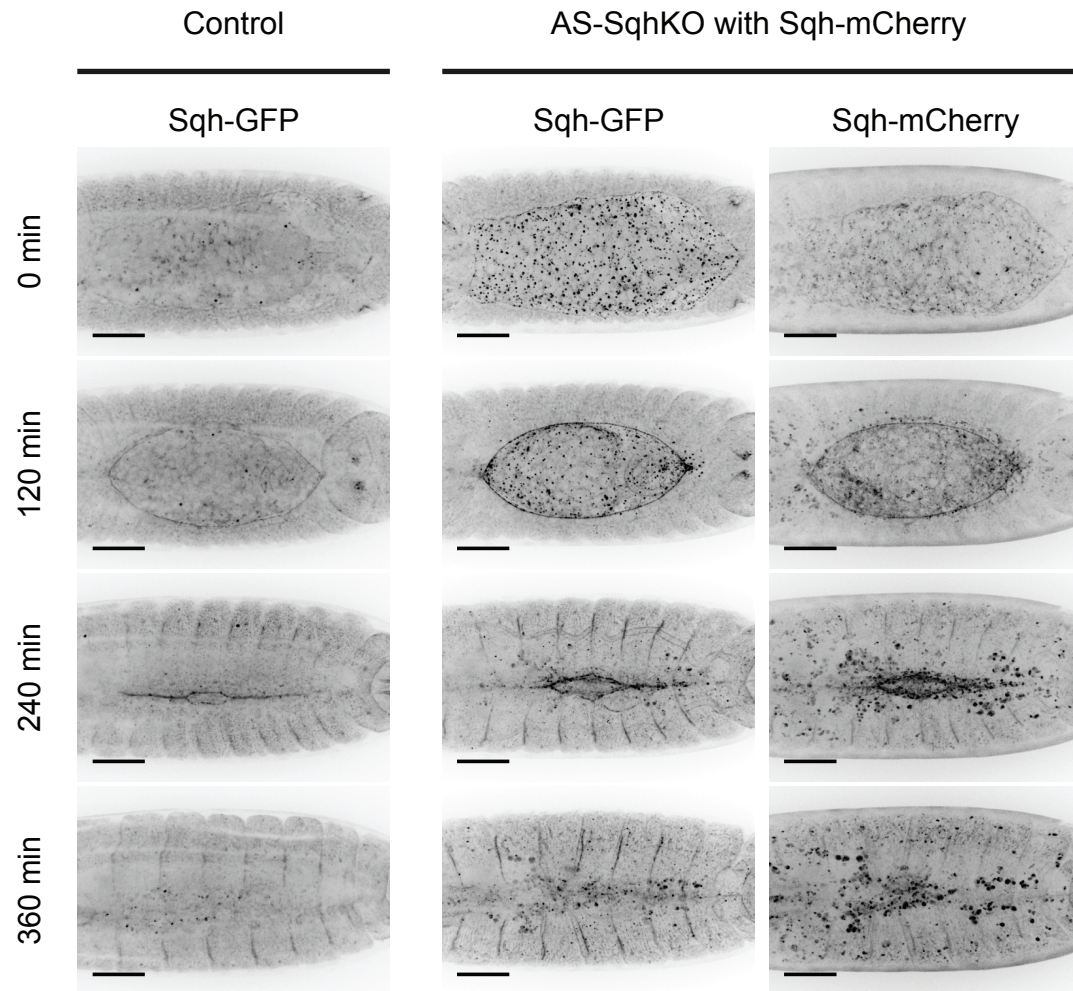 Control
AS-SqhKO with Sqh-mCherry
Sqh-GFP
Sqh-GFP
Sqh-mCherry
0 min
120 min
240 min
360 min